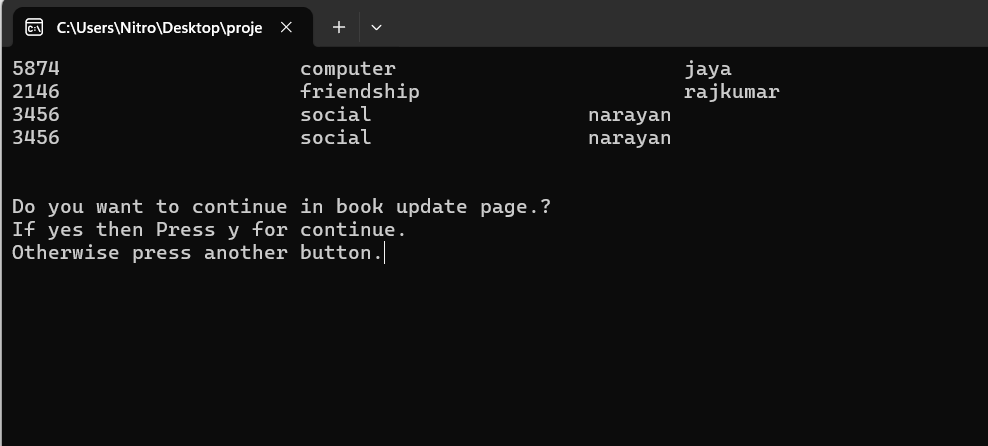 C:\Users\Nitro\Desktop\proje
5874 computer jaya
2146 friendship rajkumar
3456 social narayan
3456 social narayan
Do you want to continue in book update page.?
If yes then Press y for continue.
Otherwise press another button.